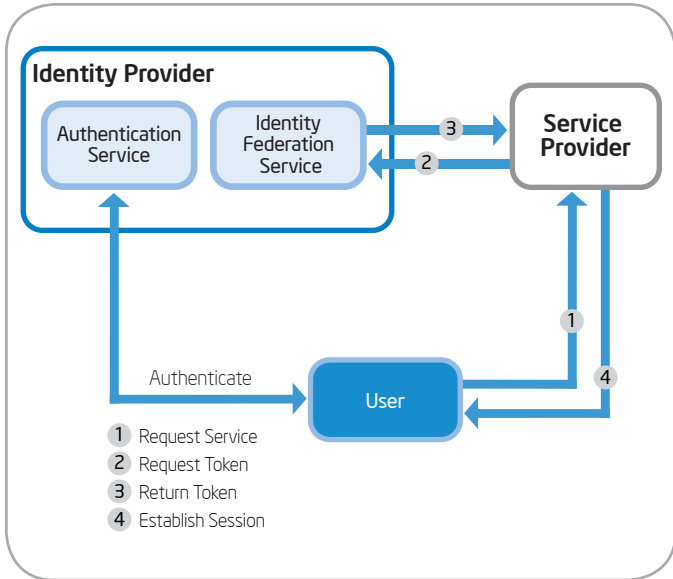 Identity Provider
Authentication
Service
Identity
Federation
Service
3
2
Service
Provider
1
4
Authenticate
User
1 Request Service
2 Request Token
3 Return Token
4 Establish Session